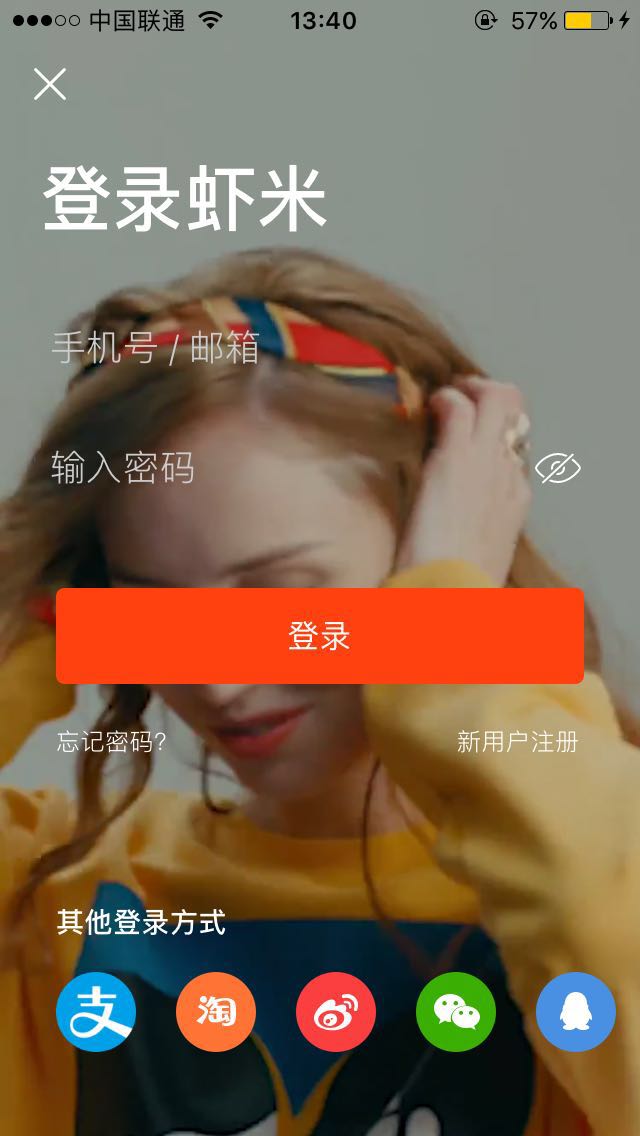 中国联通 13:40 57%
登录虾米
手机号 / 邮箱
输入密码
登录
忘记密码? 新用户注册
其他登录方式
支 淘